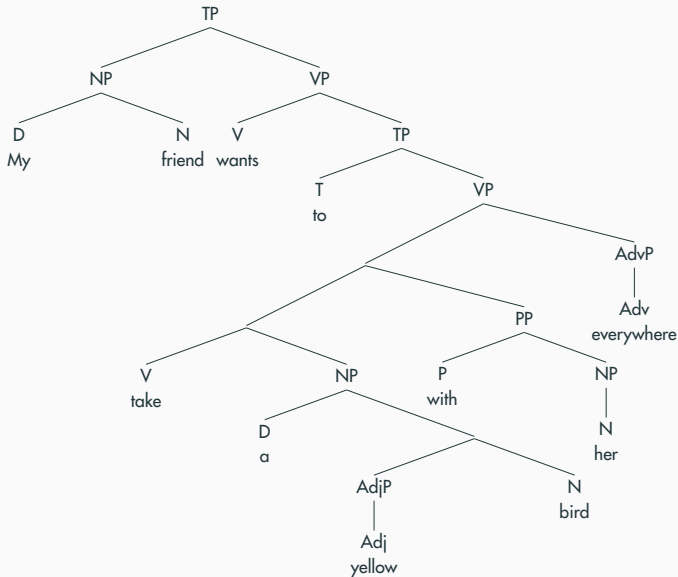 TP
NP VP
D N V TP
My friend wants
T VP
to
AdvP
Adv
everywhere
PP
V NP P NP
take with
D N
a her
AdjP N
bird
Adj
yellow